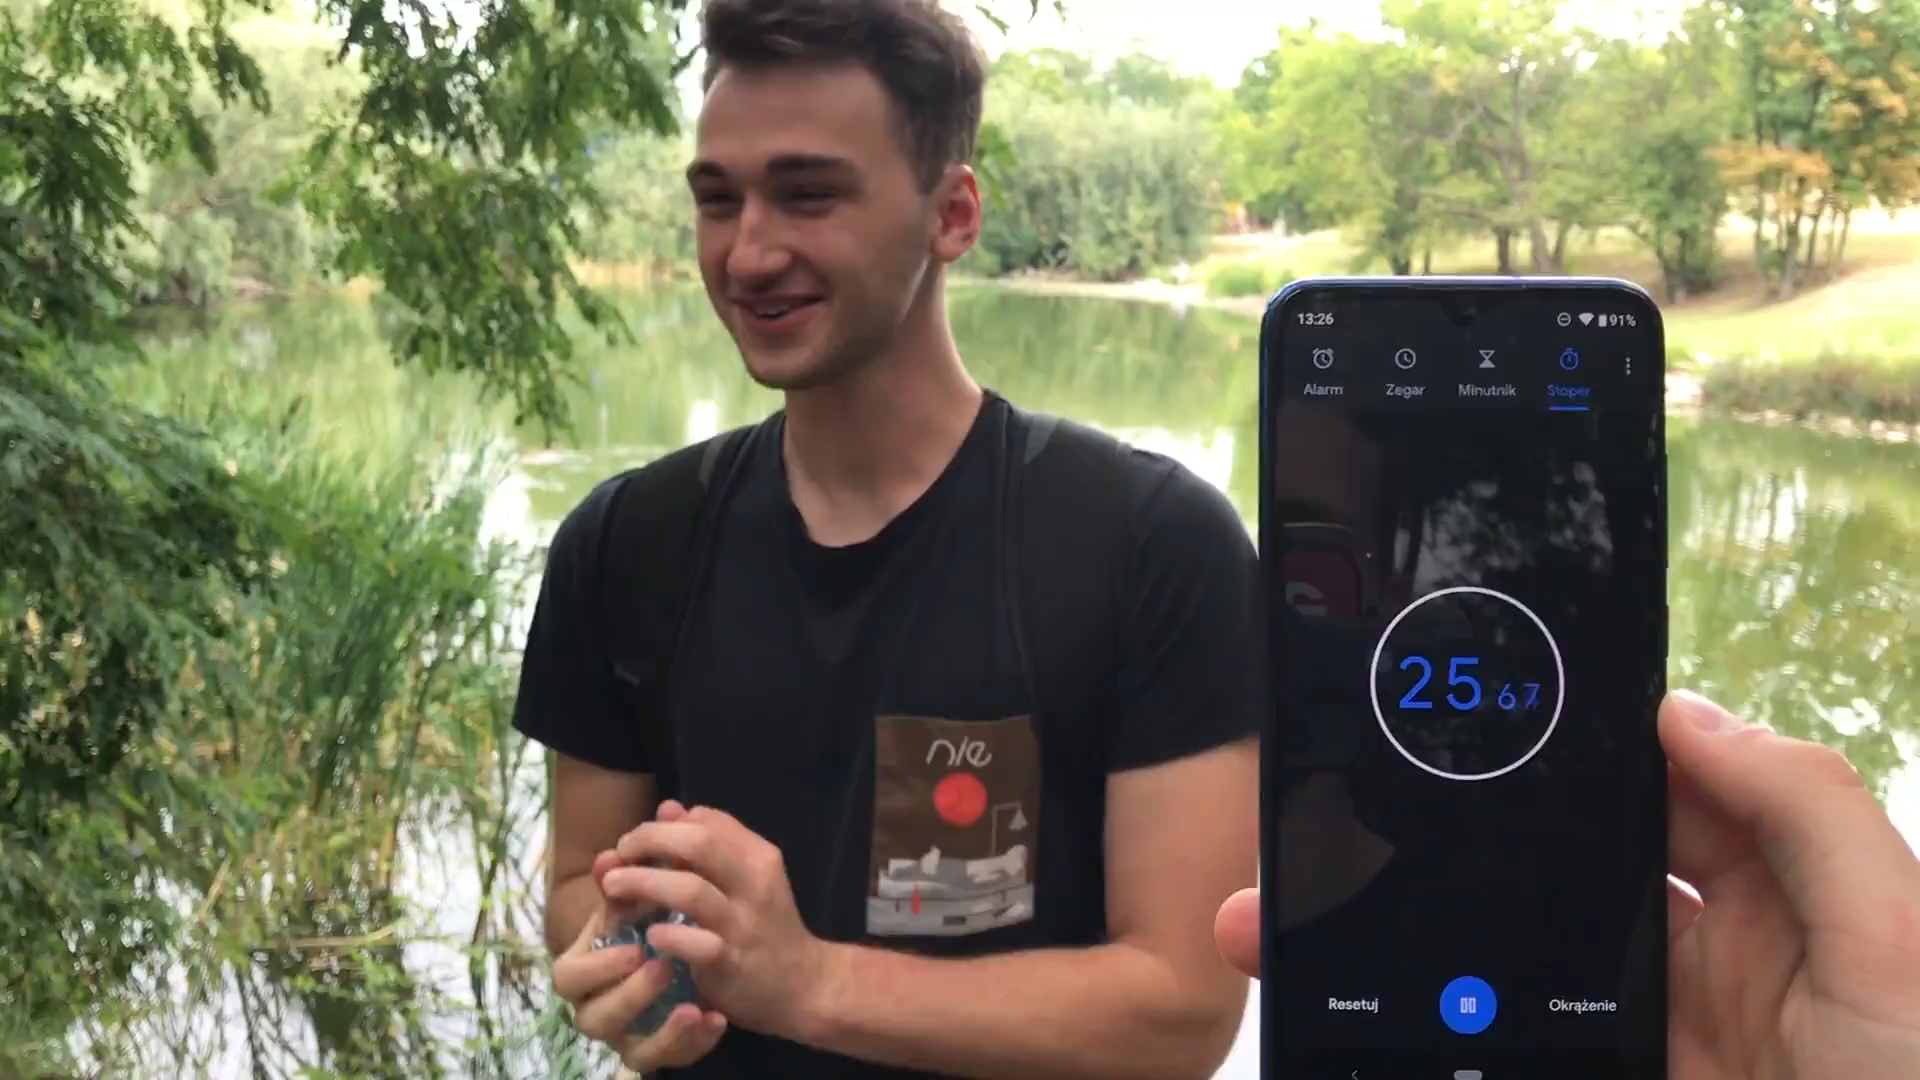 13:26 91%
Alarm Zegar Minutnik Stoper
nie
25 67
Resetuj Okrążenie